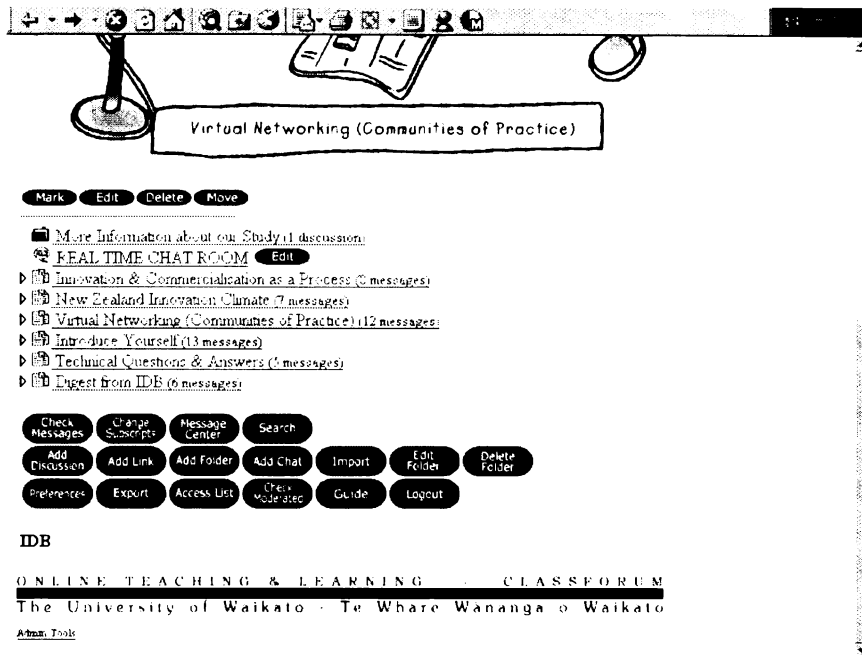 Virtual Networking (Communities of Practice)
Mark Edit Delete Move
More Information about our Study (1 discussion)
REAL TIME CHAT ROOM Edit
Innovation & Commercialisation as a Process ( messages)
New Zealand Innovation Climate (7 messages)
Virtual Networking (Communities of Practice) (12 messages)
Introduce Yourself (13 messages)
Technical Questions & Answers (5 messages)
Digest from IDB (6 messages)
Check Messages Change Subscripts Message Center Search
Add Discussion Add Link Add Folder Add Chat Import Edit Folder Delete Folder
Preferences Export Access List Check Moderated Guide Logout
IDB
ONLINE TEACHING & LEARNING · CLASSFORUM
The University of Waikato · Te Whare Wananga o Waikato
Admin Tools